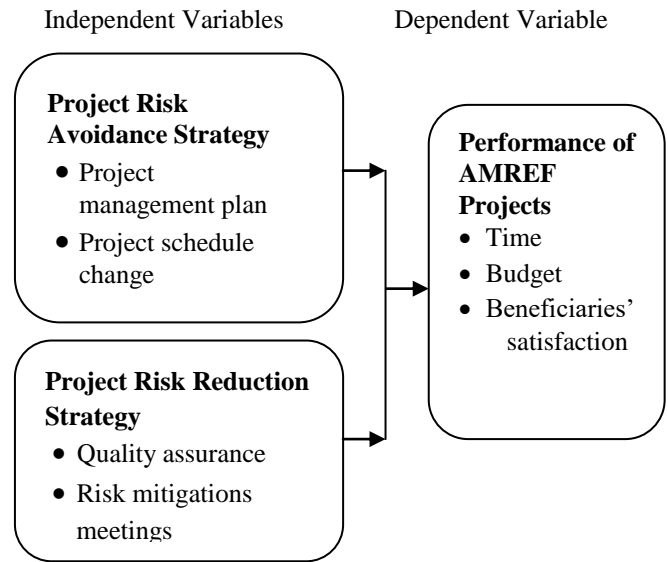 Independent Variables
Dependent Variable
Project Risk
Avoidance Strategy
• Project
management plan
• Project schedule
change
Project Risk Reduction
Strategy
• Quality assurance
• Risk mitigations
meetings
Performance of
AMREF
Projects
• Time
• Budget
• Beneficiaries’
satisfaction